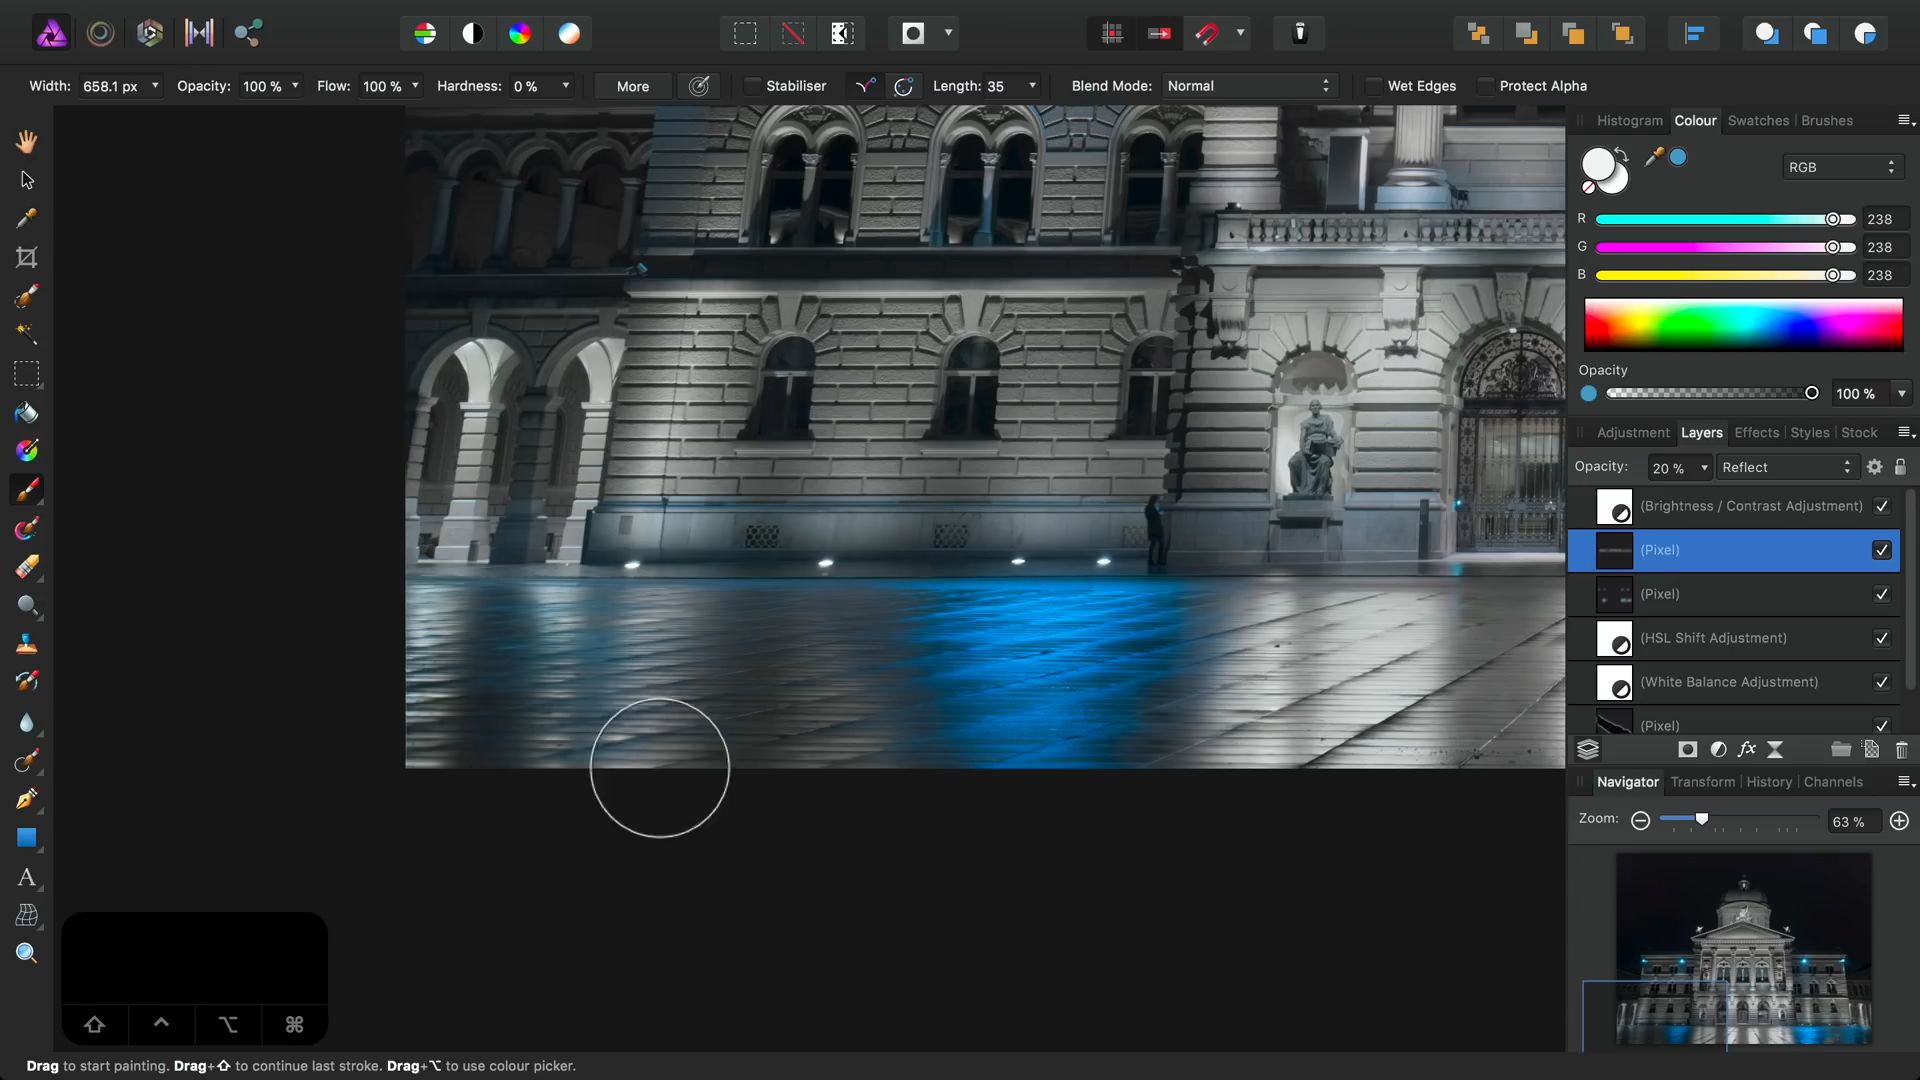 Width: 658.1 px Opacity: 100 % Flow: 100 % Hardness: 0 % More Stabiliser Length: 35 Blend Mode: Normal Wet Edges Protect Alpha
Histogram Colour Swatches Brushes
RGB
R 238
G 238
B 238
Opacity
100 %
Adjustment Layers Effects Styles Stock
Opacity: 20 % Reflect
(Brightness / Contrast Adjustment)
(Pixel)
(Pixel)
(HSL Shift Adjustment)
(White Balance Adjustment)
(Pixel)
fx
Navigator Transform History Channels
Zoom: 63 %
A
Drag to start painting. Drag+⇧ to continue last stroke. Drag+⌥ to use colour picker.